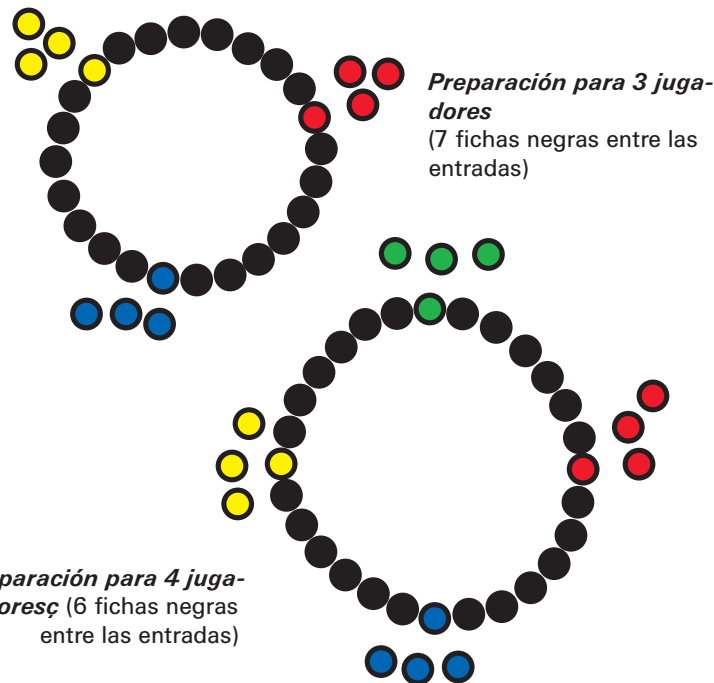 Preparación para 3 juga-
dores
(7 fichas negras entre las
entradas)
paración para 4 juga-
oresç (6 fichas negras
entre las entradas)